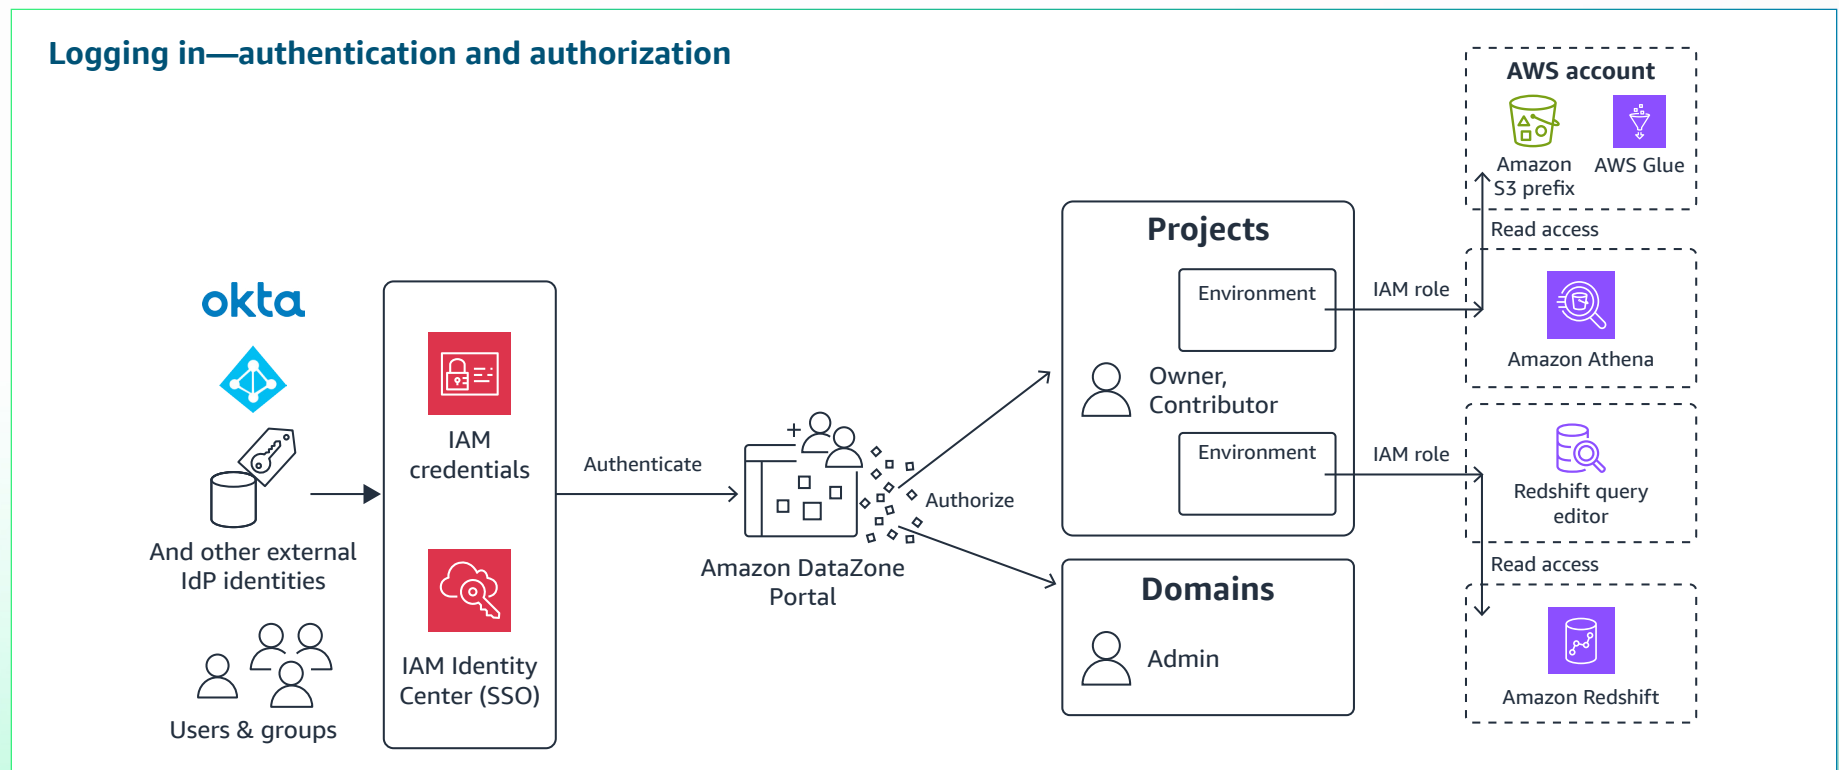 Logging in—authentication and authorization
okta
And other external
IdP identities
Users & groups
IAM
credentials
IAM Identity
Center (SSO)
Authenticate
Amazon DataZone
Portal
Authorize
Projects
Environment
Owner,
Contributor
Environment
Domains
Admin
IAM role
IAM role
AWS account
Amazon
S3 prefix
AWS Glue
Read access
Amazon Athena
Redshift query
editor
Read access
Amazon Redshift